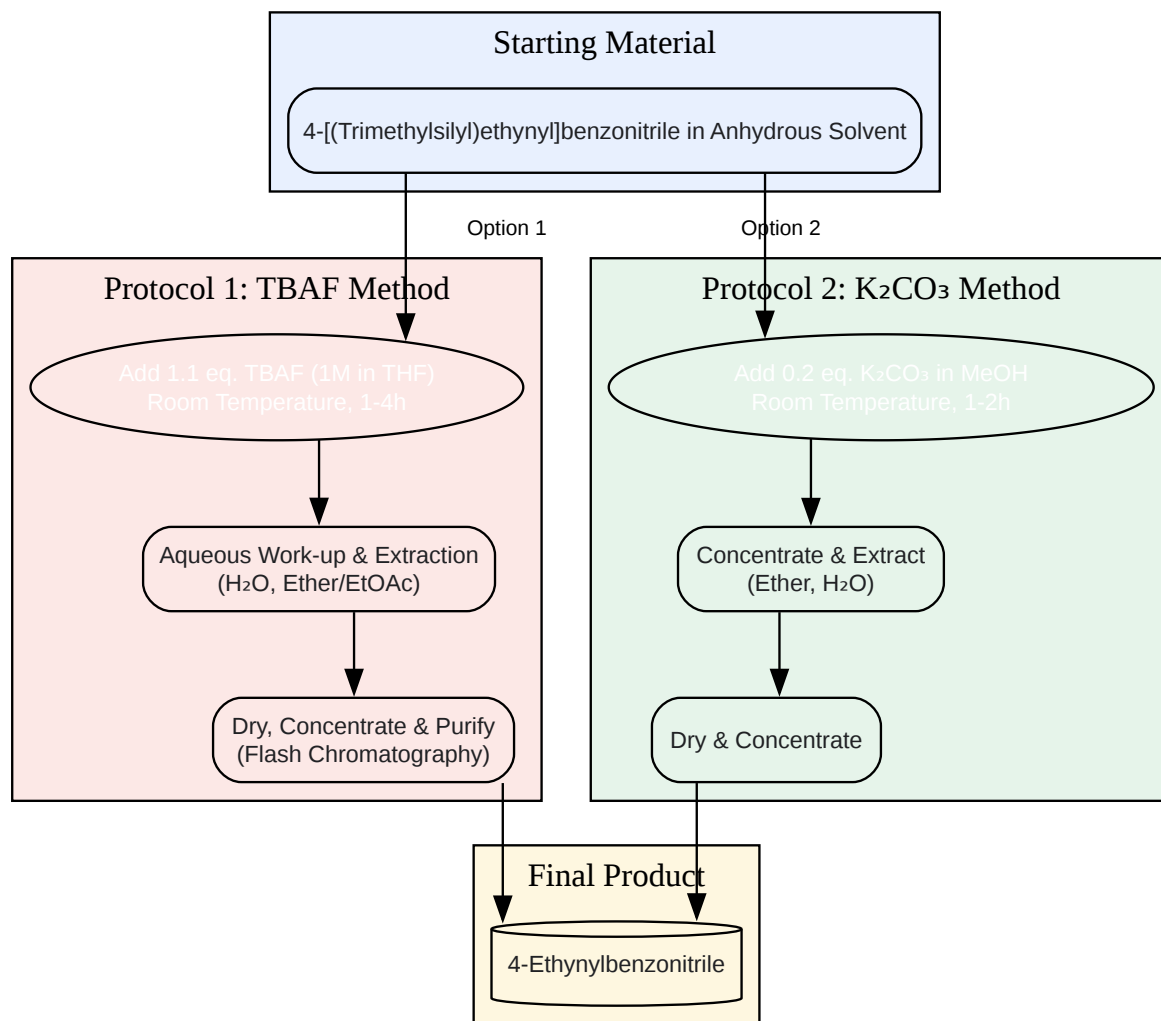 Starting Material
4-[(Trimethylsilyl)ethynyl]benzonitrile in Anhydrous Solvent
Option 1
Option 2
Protocol 1: TBAF Method
Add 1.1 eq. TBAF (1M in THF)
Room Temperature, 1-4h
Aqueous Work-up & Extraction
(H₂O, Ether/EtOAc)
Dry, Concentrate & Purify
(Flash Chromatography)
Protocol 2: K₂CO₃ Method
Add 0.2 eq. K₂CO₃ in MeOH
Room Temperature, 1-2h
Concentrate & Extract
(Ether, H₂O)
Dry & Concentrate
Final Product
4-Ethynylbenzonitrile